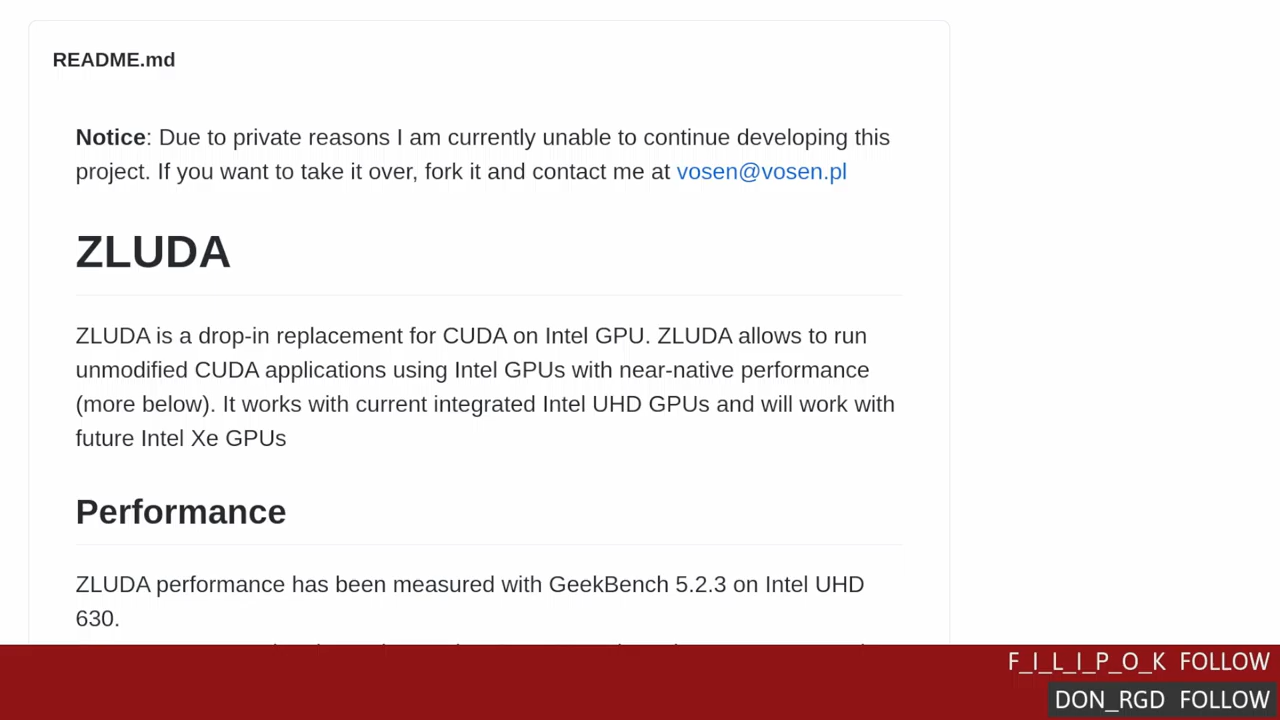 README.md
Notice: Due to private reasons I am currently unable to continue developing this
project. If you want to take it over, fork it and contact me at vosen@vosen.pl
ZLUDA
ZLUDA is a drop-in replacement for CUDA on Intel GPU. ZLUDA allows to run
unmodified CUDA applications using Intel GPUs with near-native performance
(more below). It works with current integrated Intel UHD GPUs and will work with
future Intel Xe GPUs
Performance
ZLUDA performance has been measured with GeekBench 5.2.3 on Intel UHD
630.
F_I_L_I_P_O_K FOLLOW
DON_RGD FOLLOW